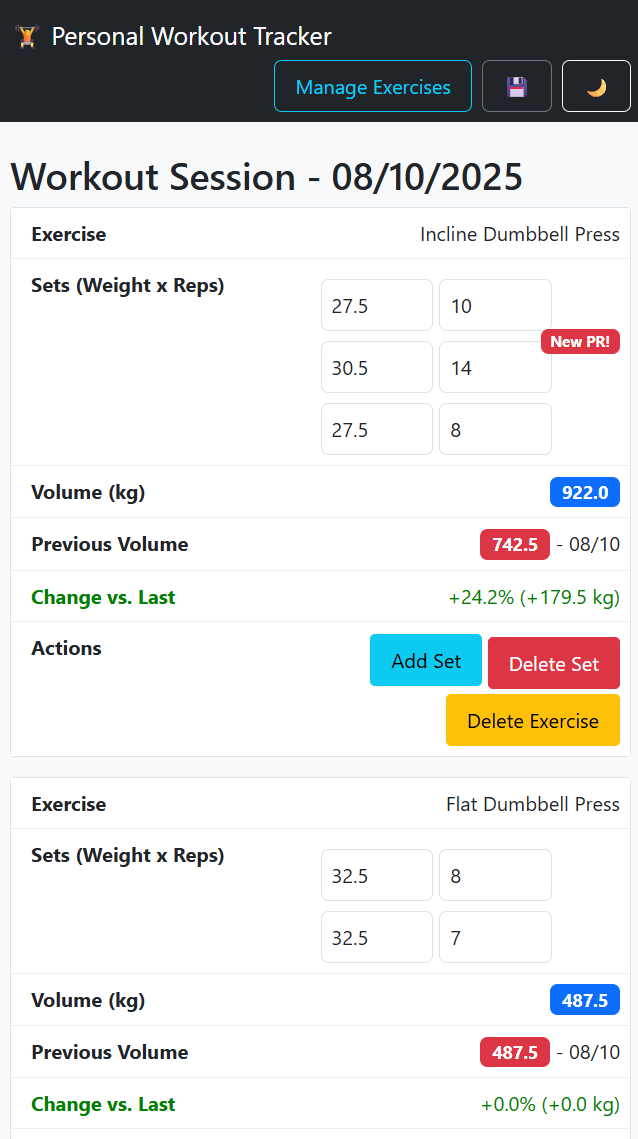 Personal Workout Tracker
Manage Exercises
Workout Session - 08/10/2025
Exercise Incline Dumbbell Press
Sets (Weight x Reps) 27.5 10
New PR!
30.5 14
27.5 8
Volume (kg) 922.0
Previous Volume 742.5 - 08/10
Change vs. Last +24.2% (+179.5 kg)
Actions Add Set Delete Set
Delete Exercise
Exercise Flat Dumbbell Press
Sets (Weight x Reps) 32.5 8
32.5 7
Volume (kg) 487.5
Previous Volume 487.5 - 08/10
Change vs. Last +0.0% (+0.0 kg)